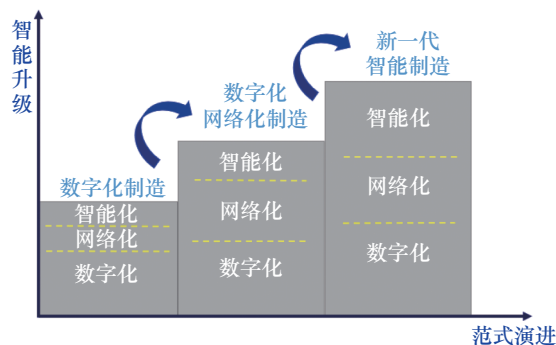 智能升级
新一代
智能制造
数字化
网络化制造
数字化制造
智能化
网络化
数字化
智能化
网络化
数字化
智能化
网络化
数字化
范式演进